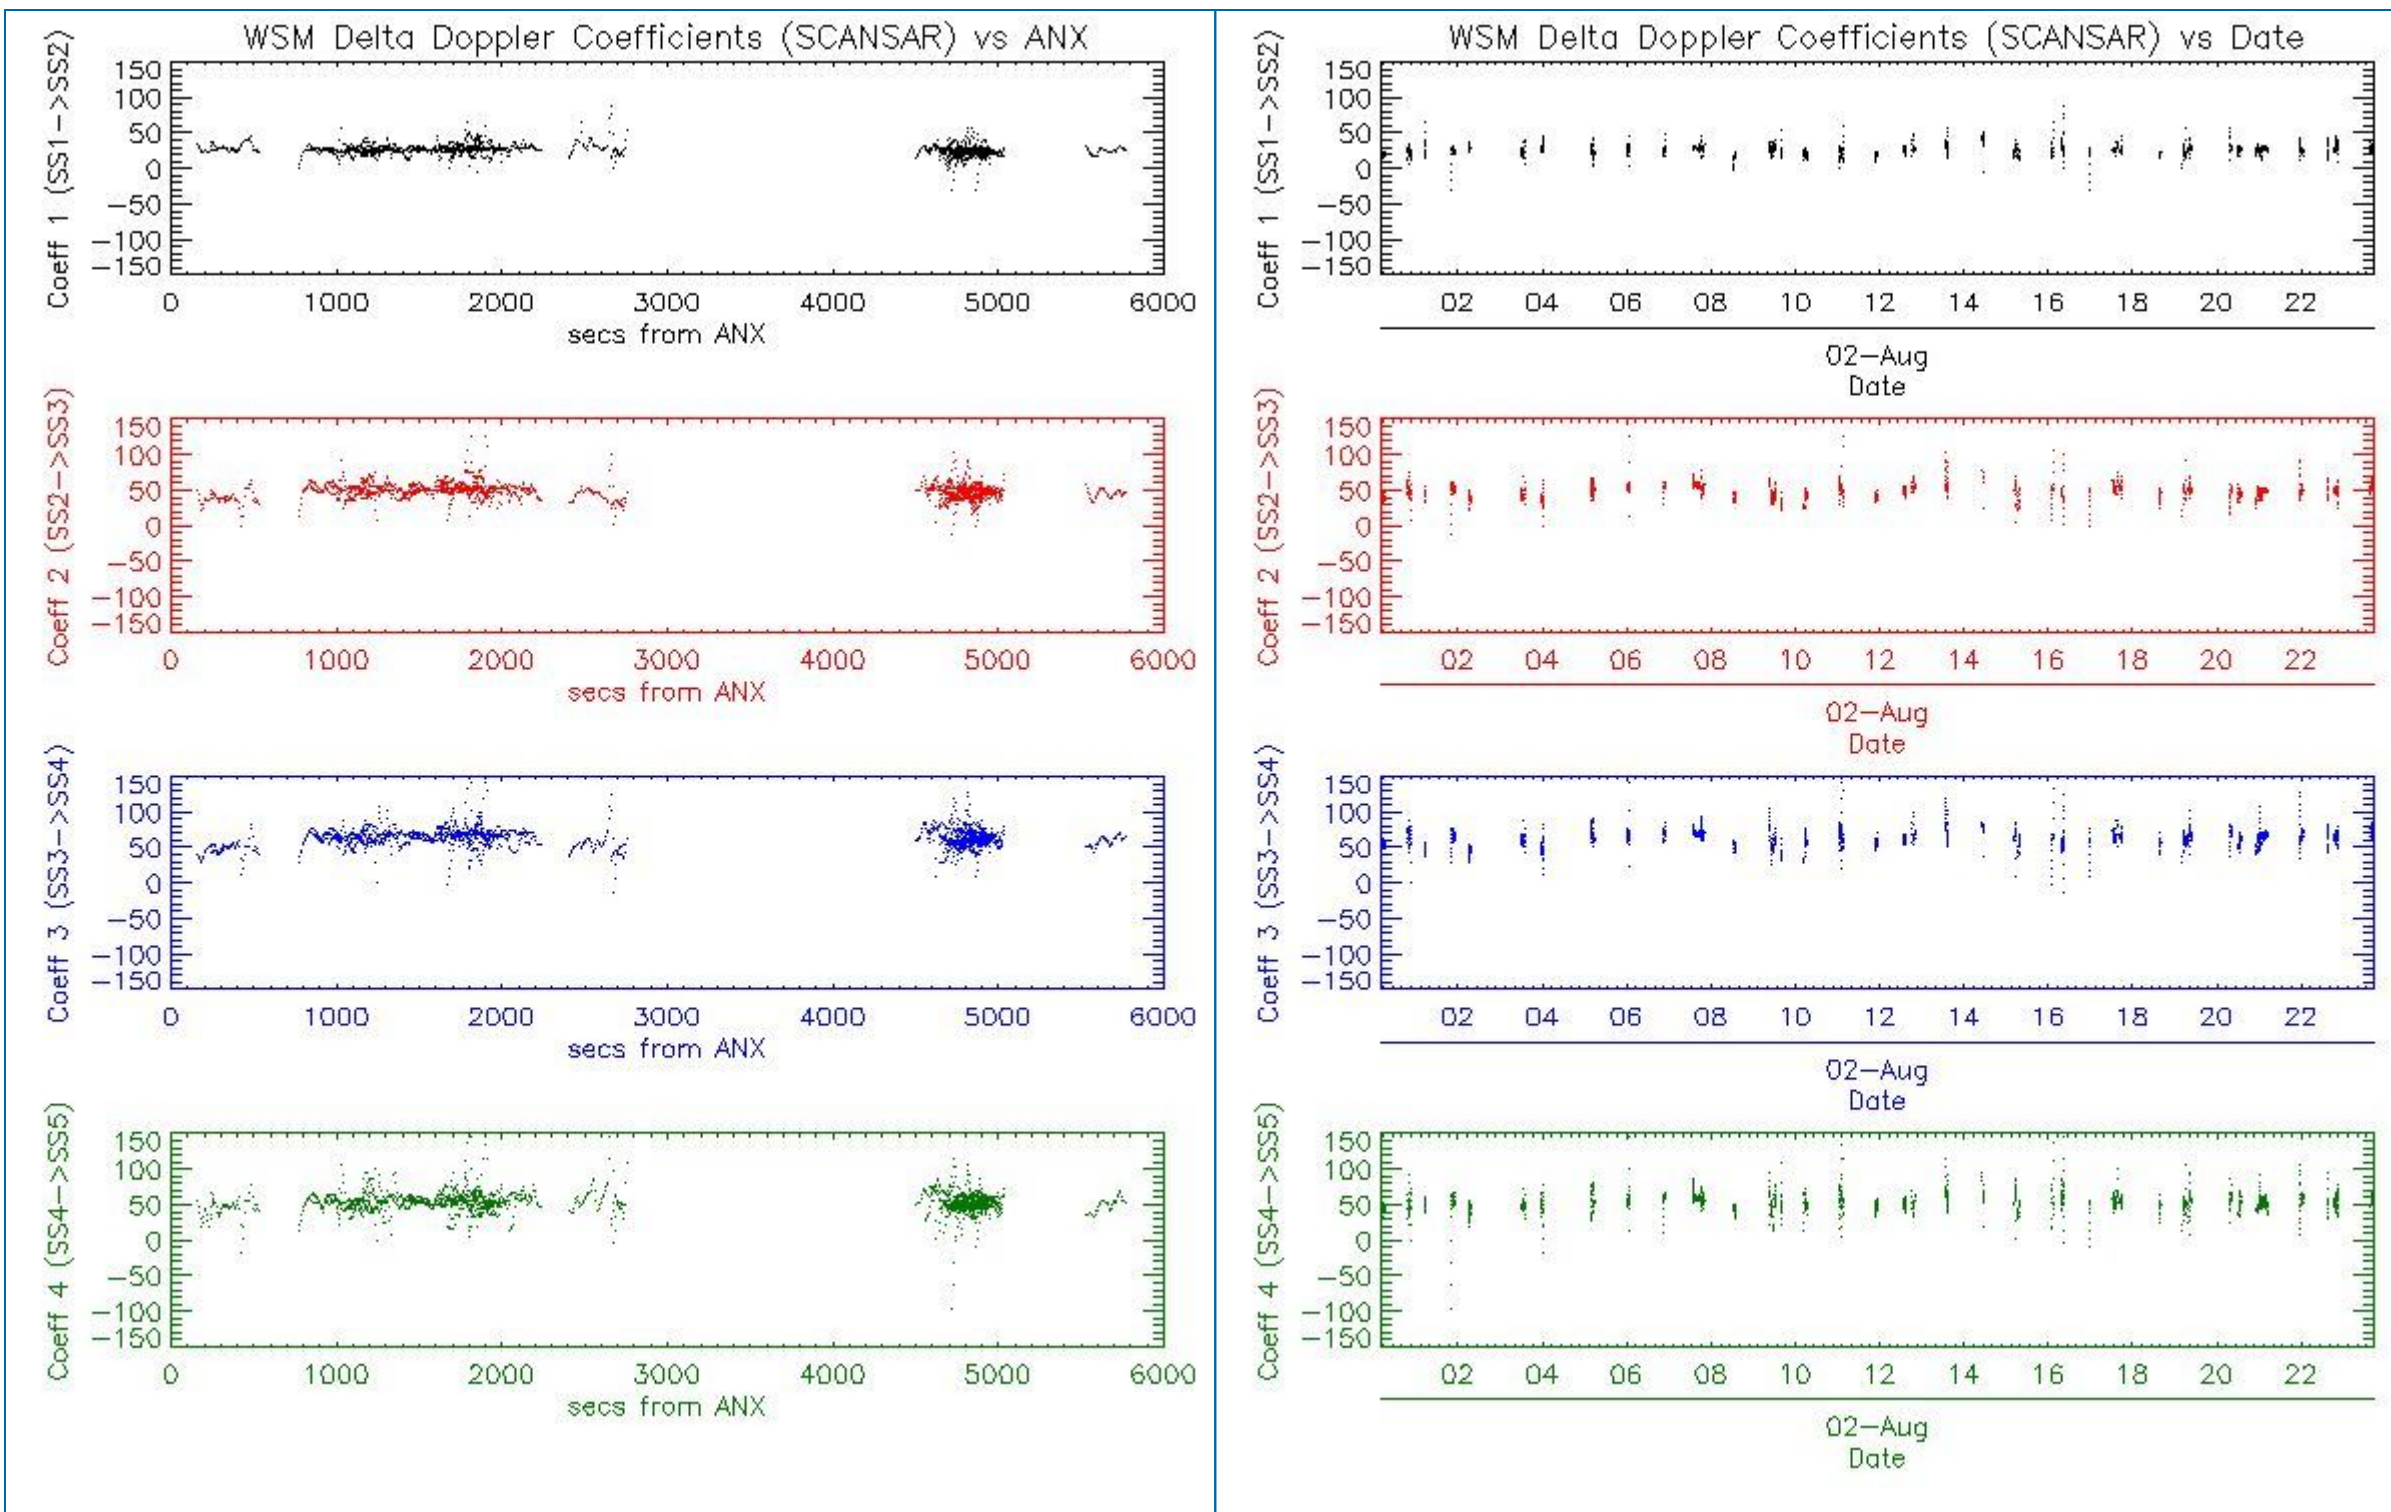 WSM Delta Doppler Coefficients (SCANSAR) vs ANX
Coeff 1 (SS1->SS2)
150
100
50
0
-50
-100
-150
0 1000 2000 3000 4000 5000 6000
secs from ANX
Coeff 2 (SS2->SS3)
150
100
50
0
-50
-100
-150
0 1000 2000 3000 4000 5000 6000
secs from ANX
Coeff 3 (SS3->SS4)
150
100
50
0
-50
-100
-150
0 1000 2000 3000 4000 5000 6000
secs from ANX
Coeff 4 (SS4->SS5)
150
100
50
0
-50
-100
-150
0 1000 2000 3000 4000 5000 6000
secs from ANX
WSM Delta Doppler Coefficients (SCANSAR) vs Date
Coeff 1 (SS1->SS2)
150
100
50
0
-50
-100
-150
02 04 06 08 10 12 14 16 18 20 22
02-Aug
Date
Coeff 2 (SS2->SS3)
150
100
50
0
-50
-100
-150
02 04 06 08 10 12 14 16 18 20 22
02-Aug
Date
Coeff 3 (SS3->SS4)
150
100
50
0
-50
-100
-150
02 04 06 08 10 12 14 16 18 20 22
02-Aug
Date
Coeff 4 (SS4->SS5)
150
100
50
0
-50
-100
-150
02 04 06 08 10 12 14 16 18 20 22
02-Aug
Date